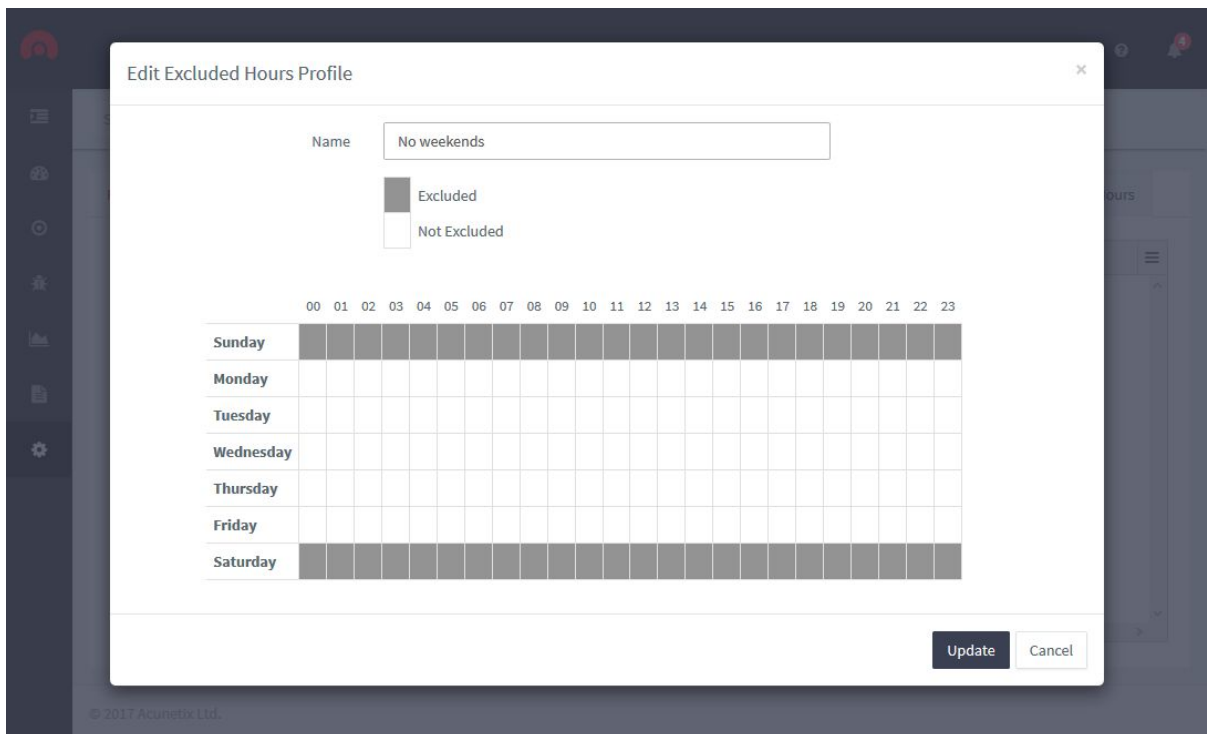 4
Edit Excluded Hours Profile
×
Name
No weekends
Excluded
Not Excluded
ours
00 01 02 03 04 05 06 07 08 09 10 11 12 13 14 15 16 17 18 19 20 21 22 23
Sunday
Monday
Tuesday
Wednesday
Thursday
Friday
Saturday
Update
Cancel
© 2017 Acunetix Ltd.